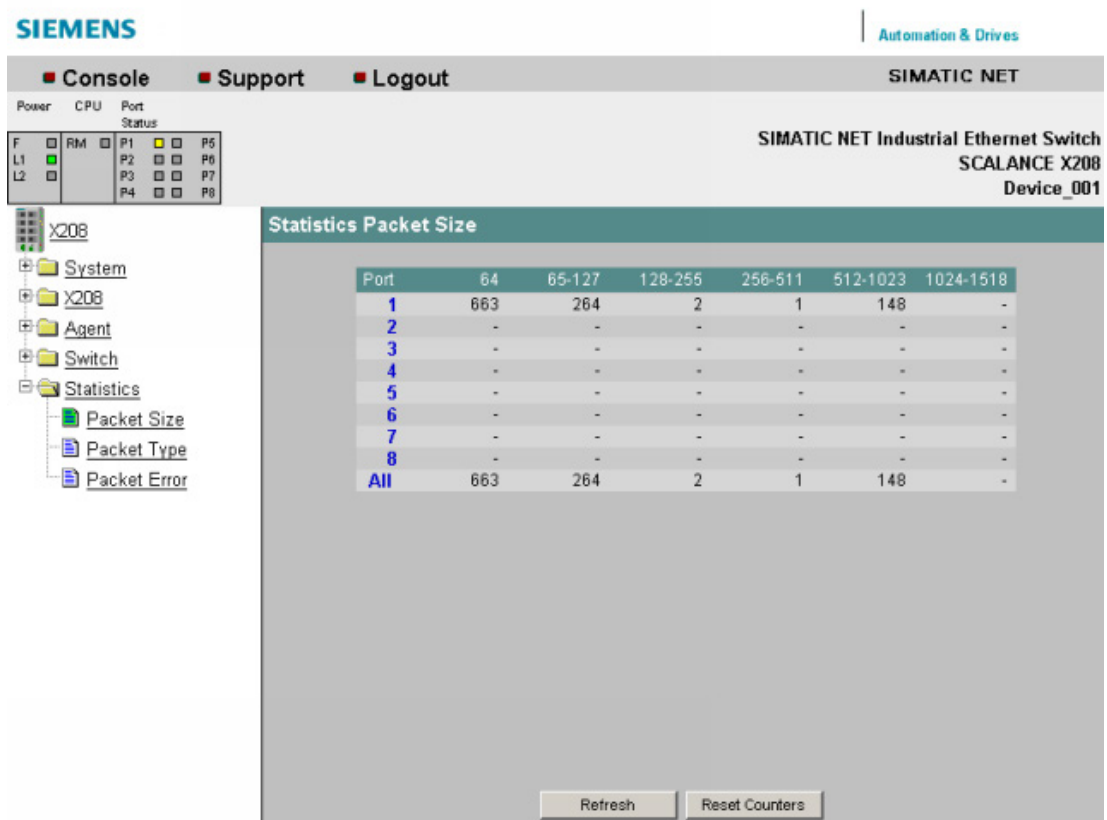 SIEMENS
Automation & Drives
Console Support Logout SIMATIC NET
Power CPU Port Status
F RM P1 P5
L1 P2 P6
L2 P3 P7
P4 P8
SIMATIC NET Industrial Ethernet Switch
SCALANCE X208
Device_001
X208
System
X208
Agent
Switch
Statistics
Packet Size
Packet Type
Packet Error
Statistics Packet Size
Port 64 65-127 128-255 256-511 512-1023 1024-1518
1 663 264 2 1 148 -
2 - - - - - -
3 - - - - - -
4 - - - - - -
5 - - - - - -
6 - - - - - -
7 - - - - - -
8 - - - - - -
All 663 264 2 1 148 -
Refresh Reset Counters